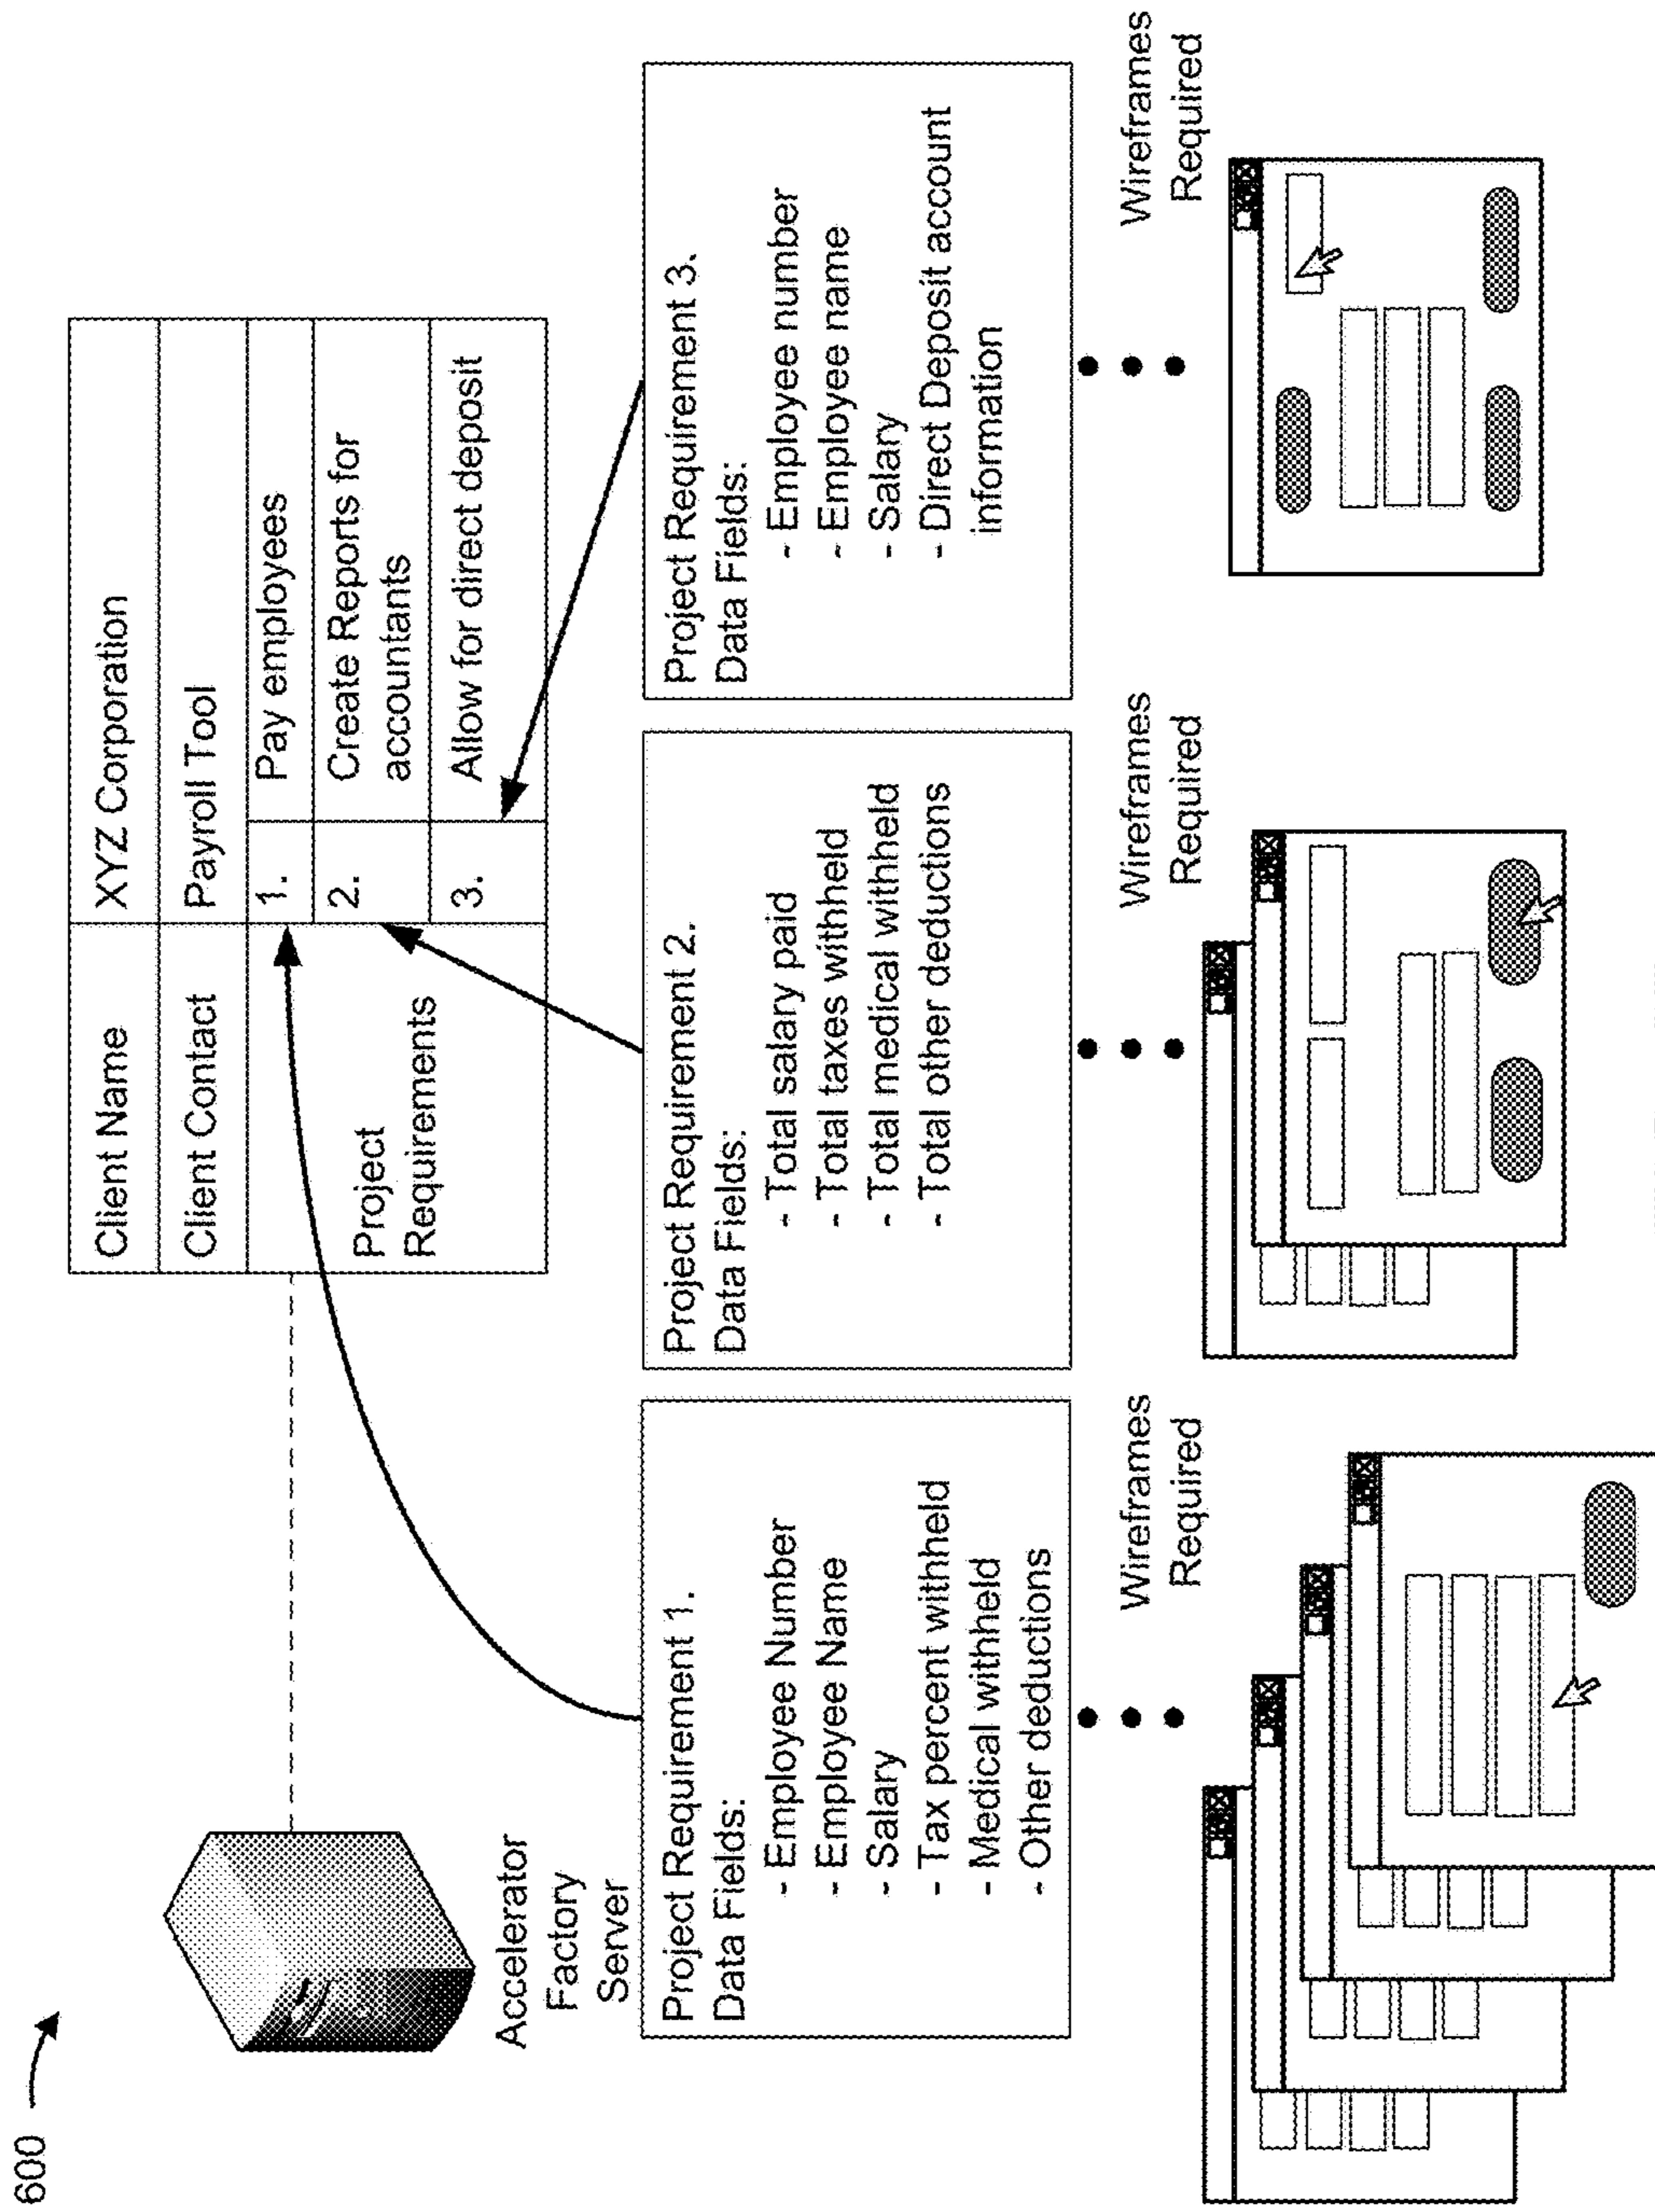 600
Client Name
XYZ Corporation
Client Contact
Payroll Tool
Project
Requirements
1.
Pay employees
2.
Create Reports for
accountants
3.
Allow for direct deposit
Accelerator
Factory
Server
Project Requirement 1.
Data Fields:
- Employee Number
- Employee Name
- Salary
- Tax percent withheld
- Medical withheld
- Other deductions
Project Requirement 2.
Data Fields:
- Total salary paid
- Total taxes withheld
- Total medical withheld
- Total other deductions
Project Requirement 3.
Data Fields:
- Employee number
- Employee name
- Salary
- Direct Deposit account
information
Wireframes
Required
Wireframes
Required
Wireframes
Required